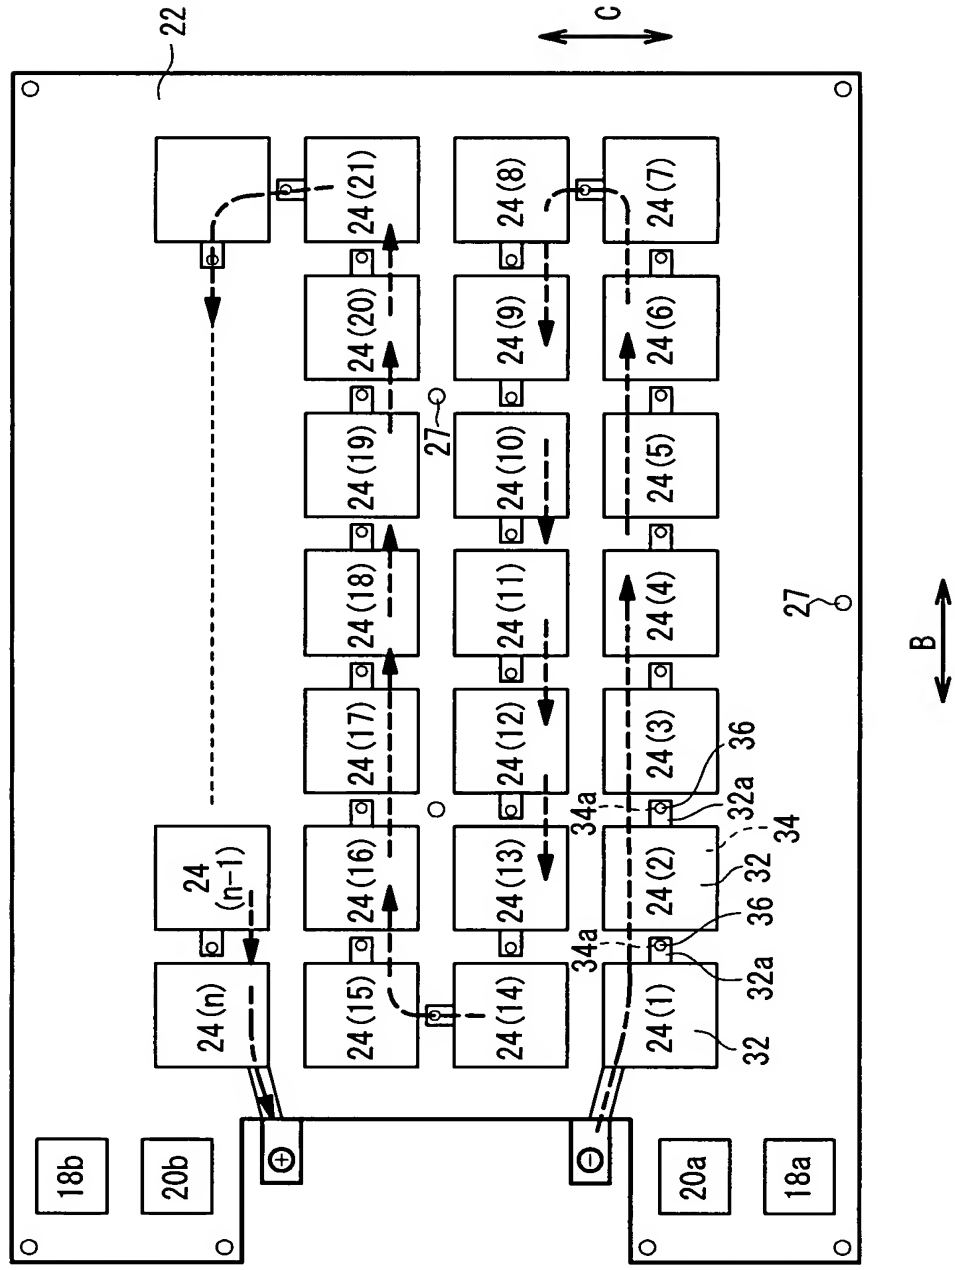 22
C
24(21)
24(20)
24(19)
24(18)
24(17)
24(16)
24(15)
24
(n-1)
24(n)
24(8)
24(9)
24(10)
24(11)
24(12)
24(13)
24(14)
24(7)
24(6)
24(5)
24(4)
24(3)
24(2)
24(1)
27
27
B
34a
36
32a
34
32
34a
36
32a
32
+
−
18b
20b
20a
18a